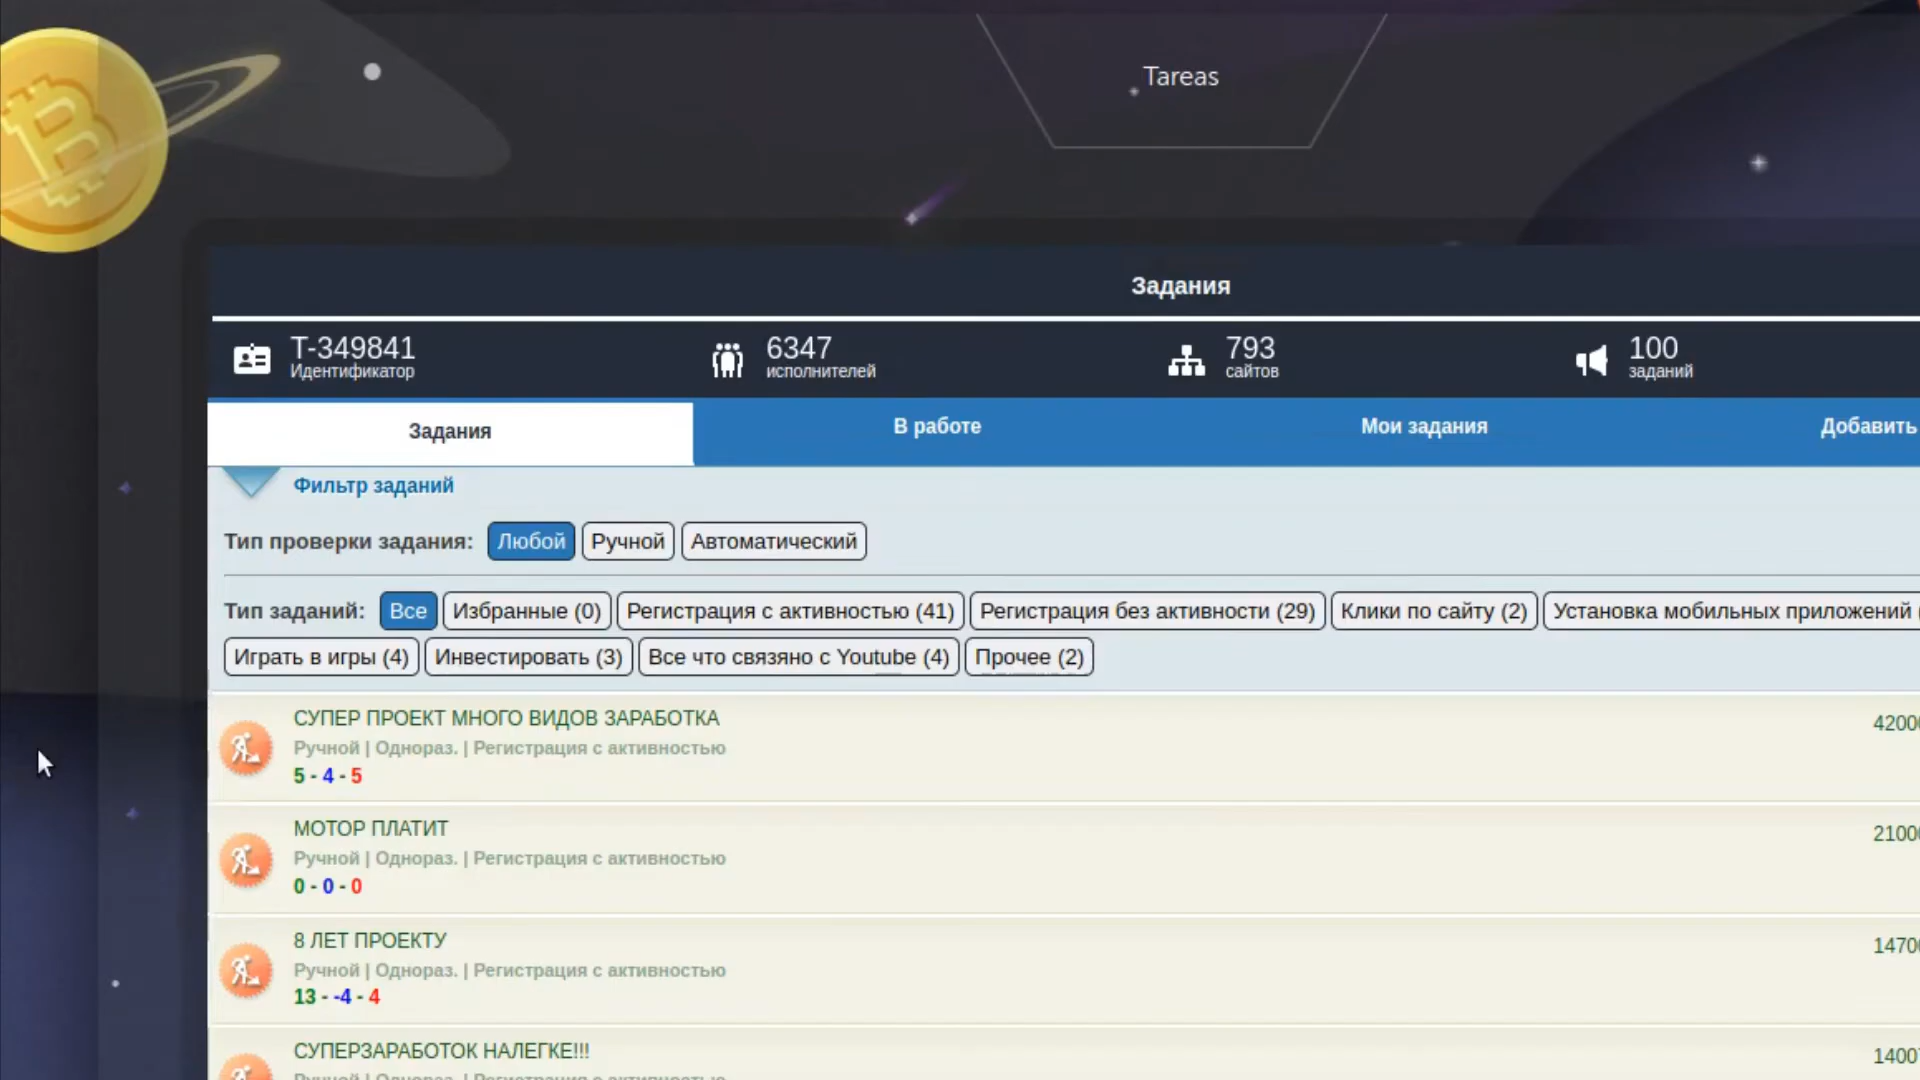 Tareas
Задания
T-349841
Идентификатор
6347
исполнителей
793
сайтов
100
заданий
Задания
В работе
Мои задания
Добавить
Фильтр заданий
Тип проверки задания: Любой Ручной Автоматический
Тип заданий: Все Избранные (0) Регистрация с активностью (41) Регистрация без активности (29) Клики по сайту (2) Установка мобильных приложений
Играть в игры (4) Инвестировать (3) Все что связяно с Youtube (4) Прочее (2)
СУПЕР ПРОЕКТ МНОГО ВИДОВ ЗАРАБОТКА
Ручной | Однораз. | Регистрация с активностью
5 - 4 - 5
МОТОР ПЛАТИТ
Ручной | Однораз. | Регистрация с активностью
0 - 0 - 0
8 ЛЕТ ПРОЕКТУ
Ручной | Однораз. | Регистрация с активностью
13 - -4 - 4
СУПЕРЗАРАБОТОК НАЛЕГКЕ!!!